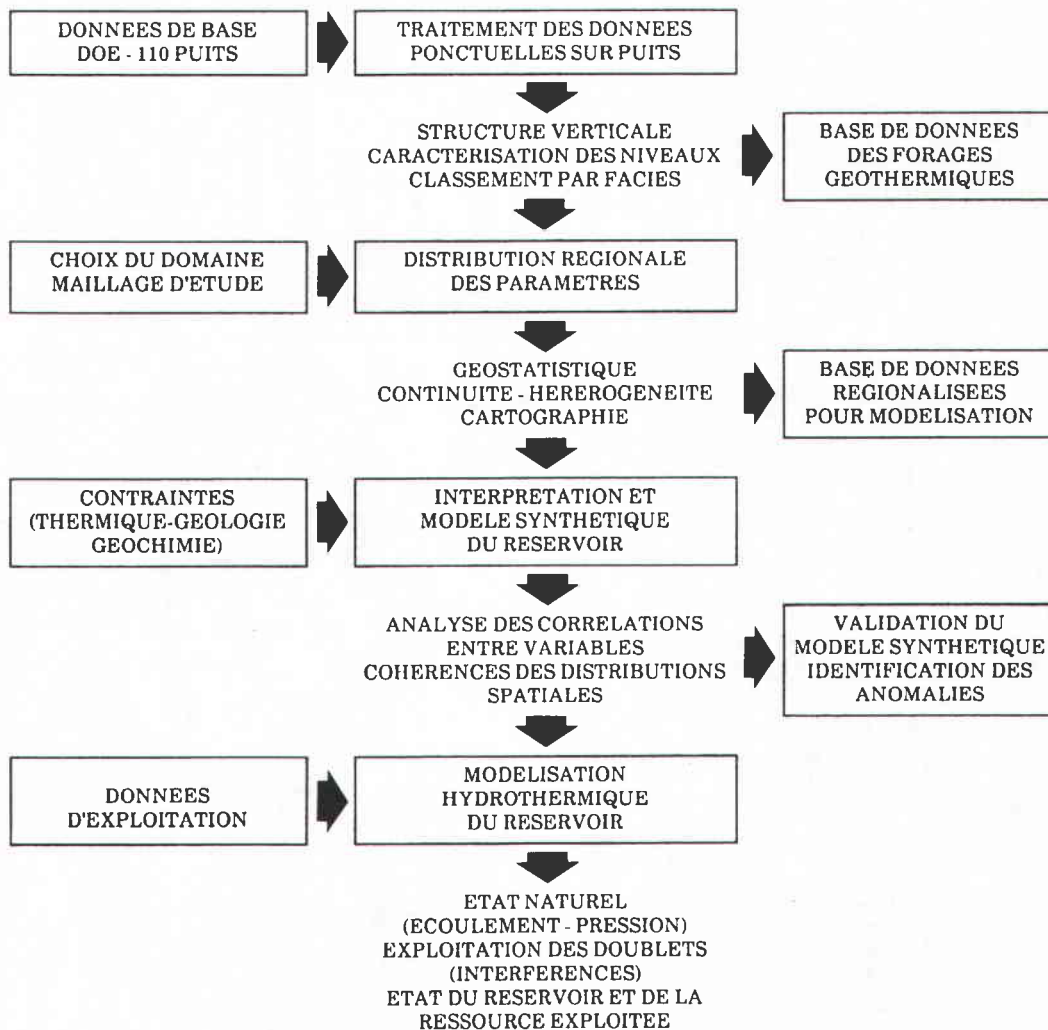 DONNEES DE BASE
DOE - 110 PUITS
TRAITEMENT DES DONNEES
PONCTUELLES SUR PUITS
STRUCTURE VERTICALE
CARACTERISATION DES NIVEAUX
CLASSEMENT PAR FACIES
BASE DE DONNEES
DES FORAGES
GEOTHERMIQUES
CHOIX DU DOMAINE
MAILLAGE D'ETUDE
DISTRIBUTION REGIONALE
DES PARAMETRES
GEOSTATISTIQUE
CONTINUITE - HEREROGENEITE
CARTOGRAPHIE
BASE DE DONNEES
REGIONALISEES
POUR MODELISATION
CONTRAINTES
(THERMIQUE-GEOLOGIE
GEOCHIMIE)
INTERPRETATION ET
MODELE SYNTHETIQUE
DU RESERVOIR
ANALYSE DES CORRELATIONS
ENTRE VARIABLES
COHERENCES DES DISTRIBUTIONS
SPATIALES
VALIDATION DU
MODELE SYNTHETIQUE
IDENTIFICATION DES
ANOMALIES
DONNEES
D'EXPLOITATION
MODELISATION
HYDROTHERMIQUE
DU RESERVOIR
ETAT NATUREL
(ECOULEMENT - PRESSION)
EXPLOITATION DES DOUBLETS
(INTERFERENCES)
ETAT DU RESERVOIR ET DE LA
RESSOURCE EXPLOITEE